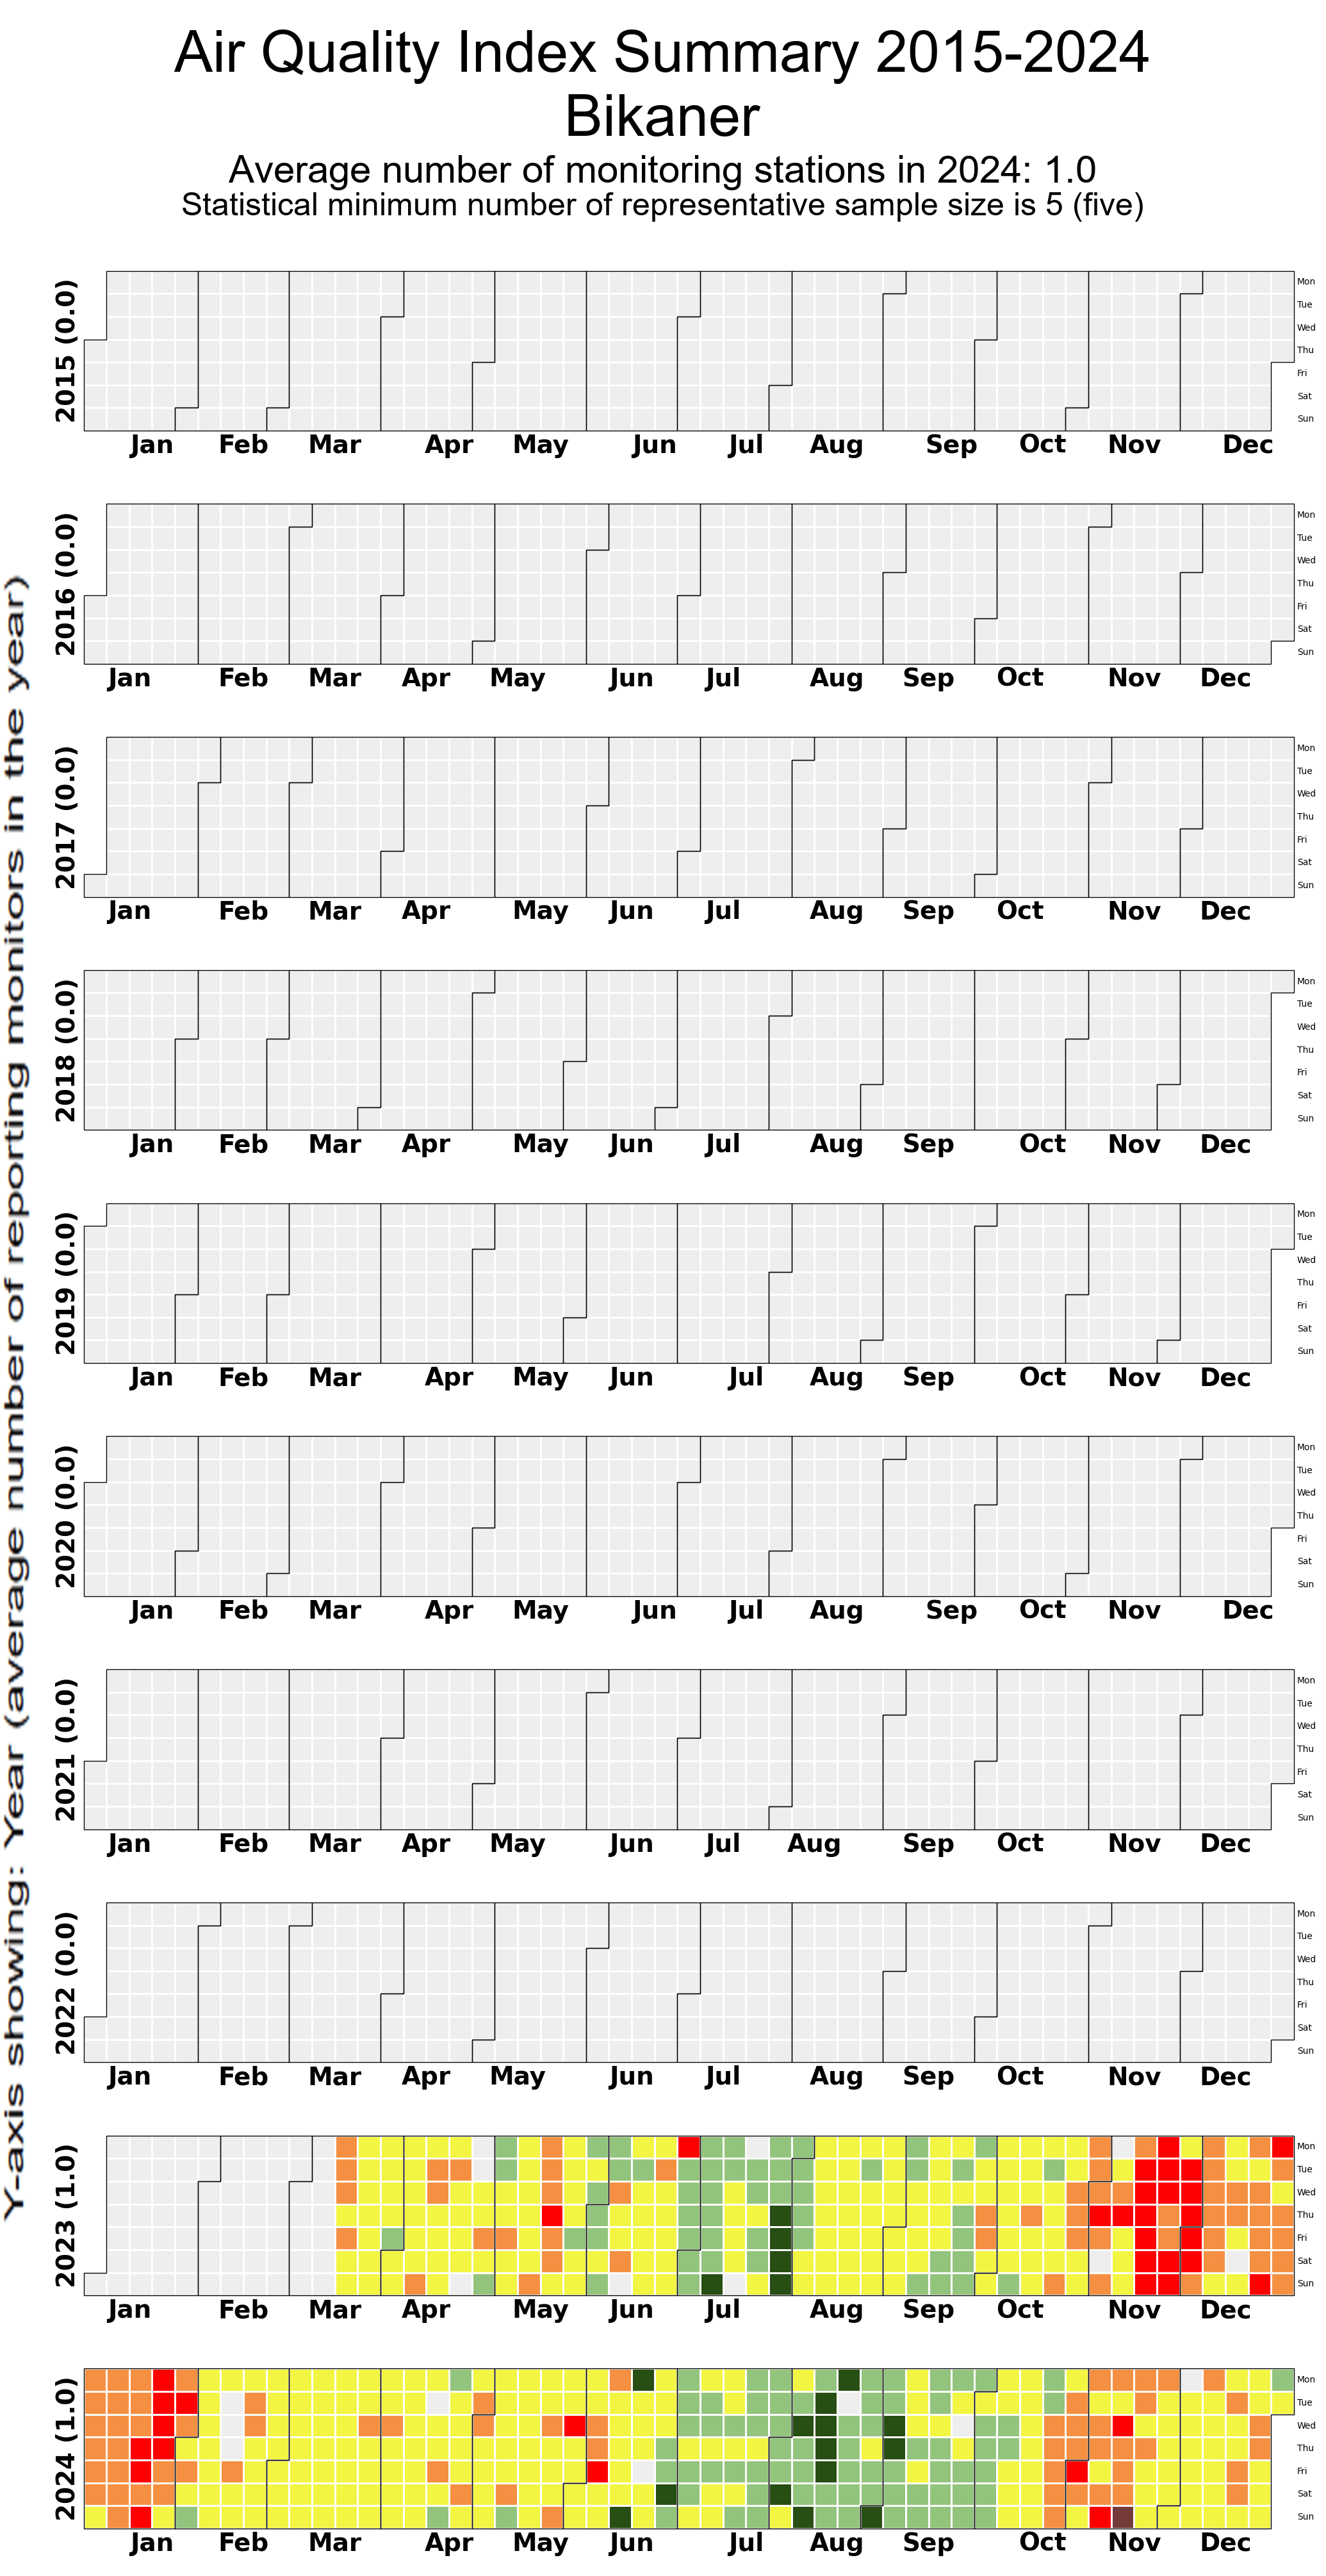 Air Quality Index Summary 2015-2024
Bikaner
Average number of monitoring stations in 2024: 1.0
Statistical minimum number of representative sample size is 5 (five)
Y-axis showing: Year (average number of reporting monitors in the year)
2015 (0.0)
Mon
Tue
Wed
Thu
Fri
Sat
Sun
Jan Feb Mar Apr May Jun Jul Aug Sep Oct Nov Dec
2016 (0.0)
Mon
Tue
Wed
Thu
Fri
Sat
Sun
Jan Feb Mar Apr May Jun Jul Aug Sep Oct Nov Dec
2017 (0.0)
Mon
Tue
Wed
Thu
Fri
Sat
Sun
Jan Feb Mar Apr May Jun Jul Aug Sep Oct Nov Dec
2018 (0.0)
Mon
Tue
Wed
Thu
Fri
Sat
Sun
Jan Feb Mar Apr May Jun Jul Aug Sep Oct Nov Dec
2019 (0.0)
Mon
Tue
Wed
Thu
Fri
Sat
Sun
Jan Feb Mar Apr May Jun Jul Aug Sep Oct Nov Dec
2020 (0.0)
Mon
Tue
Wed
Thu
Fri
Sat
Sun
Jan Feb Mar Apr May Jun Jul Aug Sep Oct Nov Dec
2021 (0.0)
Mon
Tue
Wed
Thu
Fri
Sat
Sun
Jan Feb Mar Apr May Jun Jul Aug Sep Oct Nov Dec
2022 (0.0)
Mon
Tue
Wed
Thu
Fri
Sat
Sun
Jan Feb Mar Apr May Jun Jul Aug Sep Oct Nov Dec
2023 (1.0)
Mon
Tue
Wed
Thu
Fri
Sat
Sun
Jan Feb Mar Apr May Jun Jul Aug Sep Oct Nov Dec
2024 (1.0)
Mon
Tue
Wed
Thu
Fri
Sat
Sun
Jan Feb Mar Apr May Jun Jul Aug Sep Oct Nov Dec